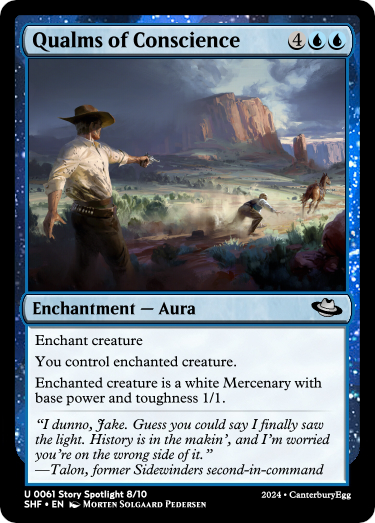 Qualms of Conscience 4
Enchantment — Aura
Enchant creature
You control enchanted creature.
Enchanted creature is a white Mercenary with
base power and toughness 1/1.
“I dunno, Jake. Guess you could say I finally saw
the light. History is in the makin’, and I’m worried
you’re on the wrong side of it.”
—Talon, former Sidewinders second-in-command
U 0061 Story Spotlight 8/10
SHF • EN Morten Solgaard Pedersen
2024 • CanterburyEgg